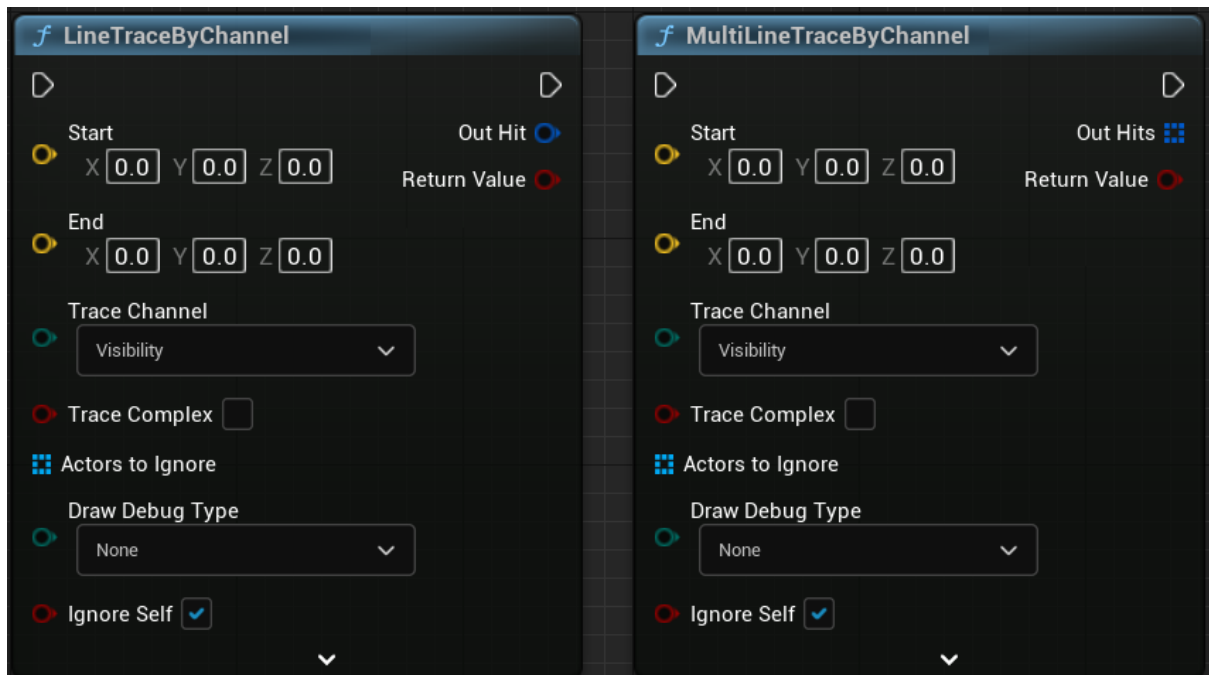 f LineTraceByChannel
Start
Out Hit
X 0.0 Y 0.0 Z 0.0
Return Value
End
X 0.0 Y 0.0 Z 0.0
Trace Channel
Visibility
Trace Complex
Actors to Ignore
Draw Debug Type
None
Ignore Self
f MultiLineTraceByChannel
Start
Out Hits
X 0.0 Y 0.0 Z 0.0
Return Value
End
X 0.0 Y 0.0 Z 0.0
Trace Channel
Visibility
Trace Complex
Actors to Ignore
Draw Debug Type
None
Ignore Self